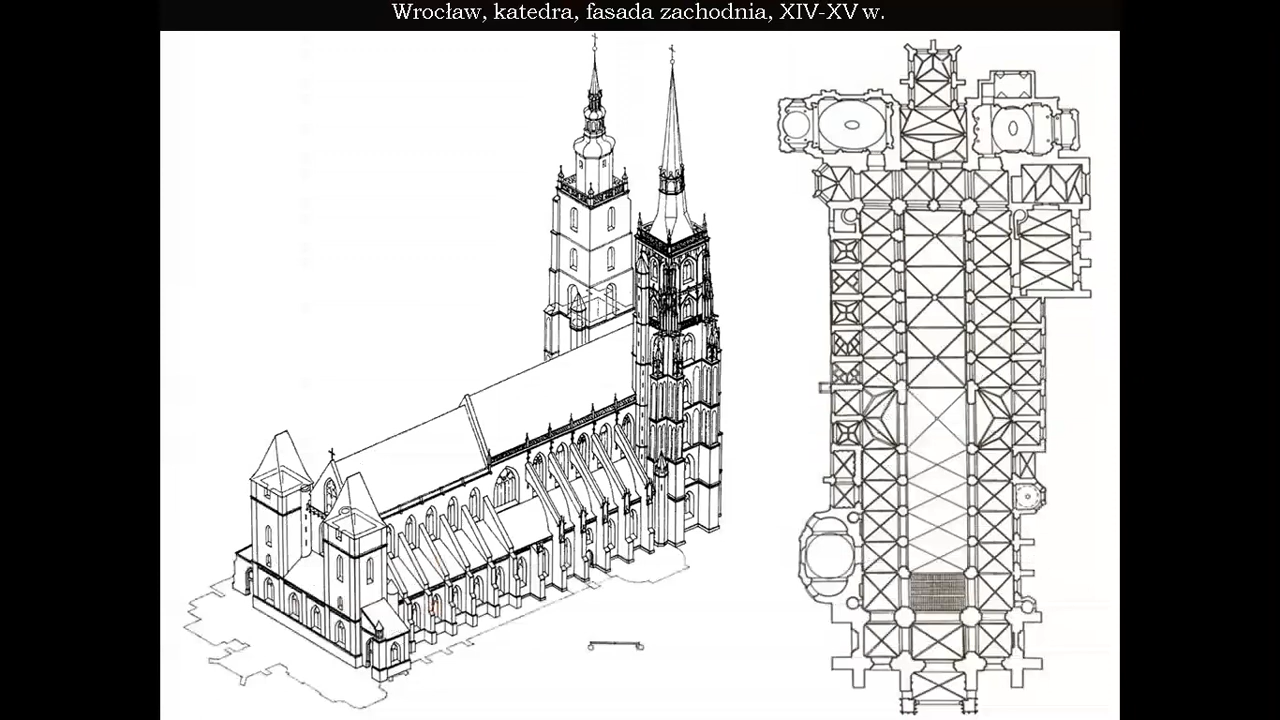 Wrocław, katedra, fasada zachodnia, XIV-XV w.